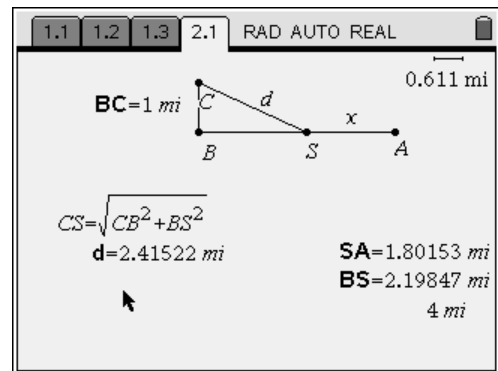 1.1 1.2 1.3 2.1 RAD AUTO REAL
0.611 mi
BC=1 mi C d x
B S A
CS=√CB²+BS²
d=2.41522 mi
SA=1.80153 mi
BS=2.19847 mi
4 mi